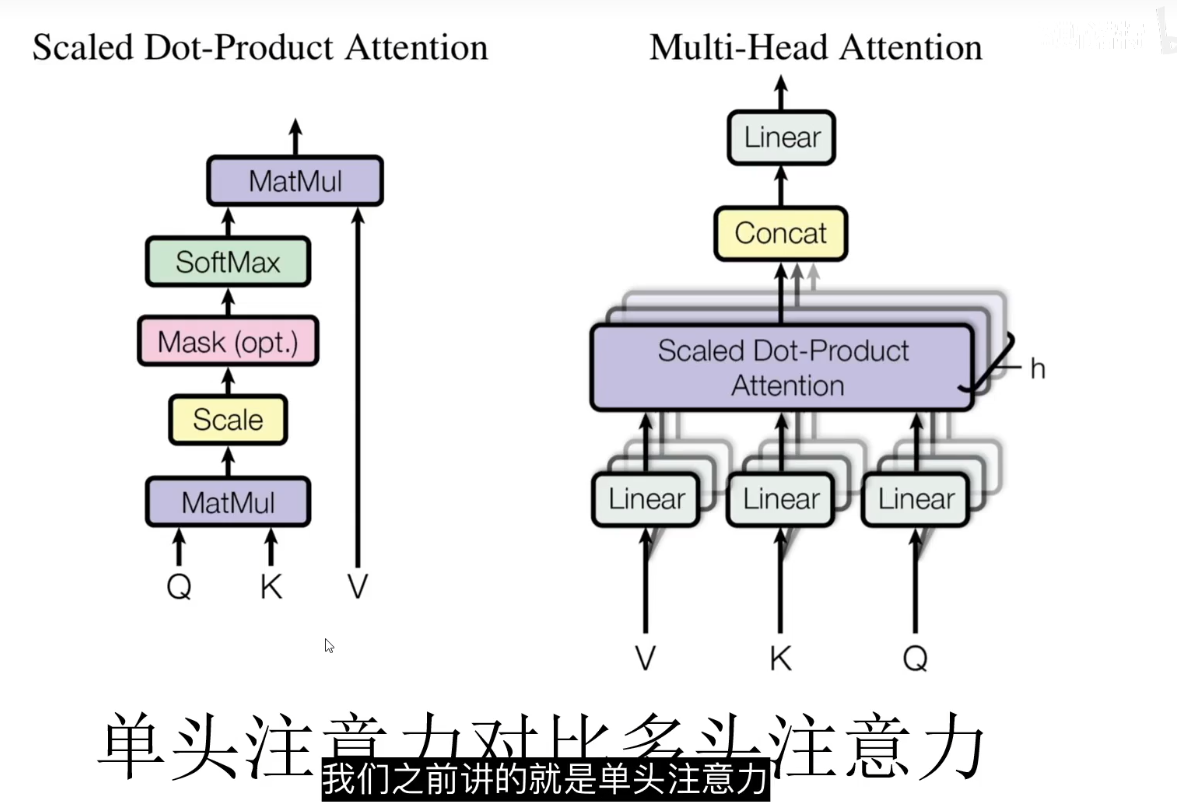 Scaled Dot-Product Attention
MatMul
SoftMax
Mask (opt.)
Scale
MatMul
Q K V
Multi-Head Attention
Linear
Concat
Scaled Dot-Product
Attention
h
Linear Linear Linear
V K Q
单头注意力对比多头注意力
我们之前讲的就是单头注意力